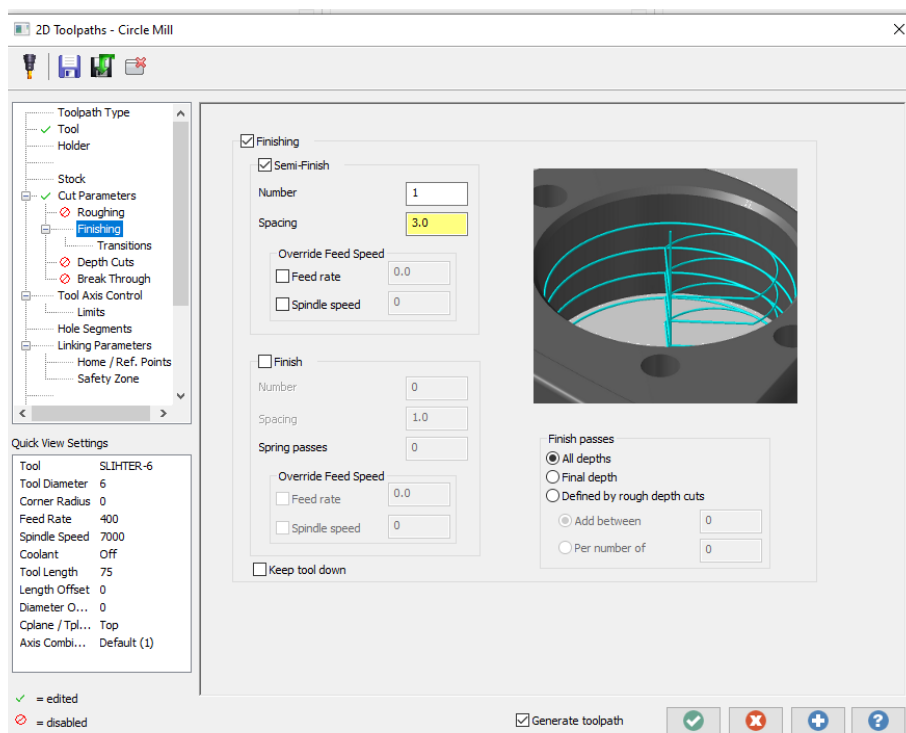 2D Toolpaths - Circle Mill
Toolpath Type
Tool
Holder
Stock
Cut Parameters
Roughing
Finishing
Transitions
Depth Cuts
Break Through
Tool Axis Control
Limits
Hole Segments
Linking Parameters
Home / Ref. Points
Safety Zone
Quick View Settings
Tool SLIHTER-6
Tool Diameter 6
Corner Radius 0
Feed Rate 400
Spindle Speed 7000
Coolant Off
Tool Length 75
Length Offset 0
Diameter O... 0
Cplane / Tpl... Top
Axis Combi... Default (1)
= edited
= disabled
Finishing
Semi-Finish
Number 1
Spacing 3.0
Override Feed Speed
Feed rate 0.0
Spindle speed 0
Finish
Number 0
Spacing 1.0
Spring passes 0
Override Feed Speed
Feed rate 0.0
Spindle speed 0
Keep tool down
Finish passes
All depths
Final depth
Defined by rough depth cuts
Add between 0
Per number of 0
Generate toolpath